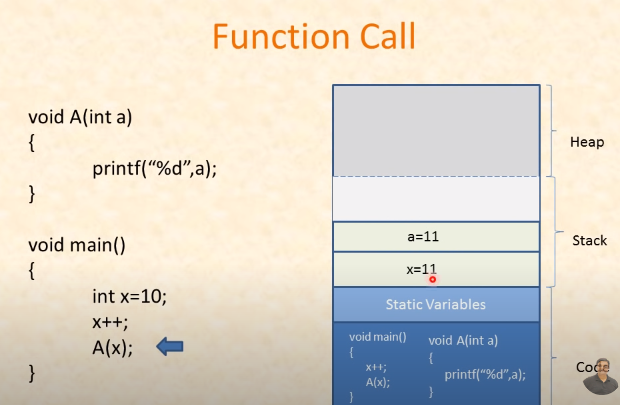 Function Call
void A(int a)
{
printf("%d",a);
}
void main()
{
int x=10;
x++;
A(x);
}
Heap
a=11
Stack
x=11
Static Variables
void main()
{
x++;
A(x);
}
void A(int a)
{
printf("%d",a);
}
Code